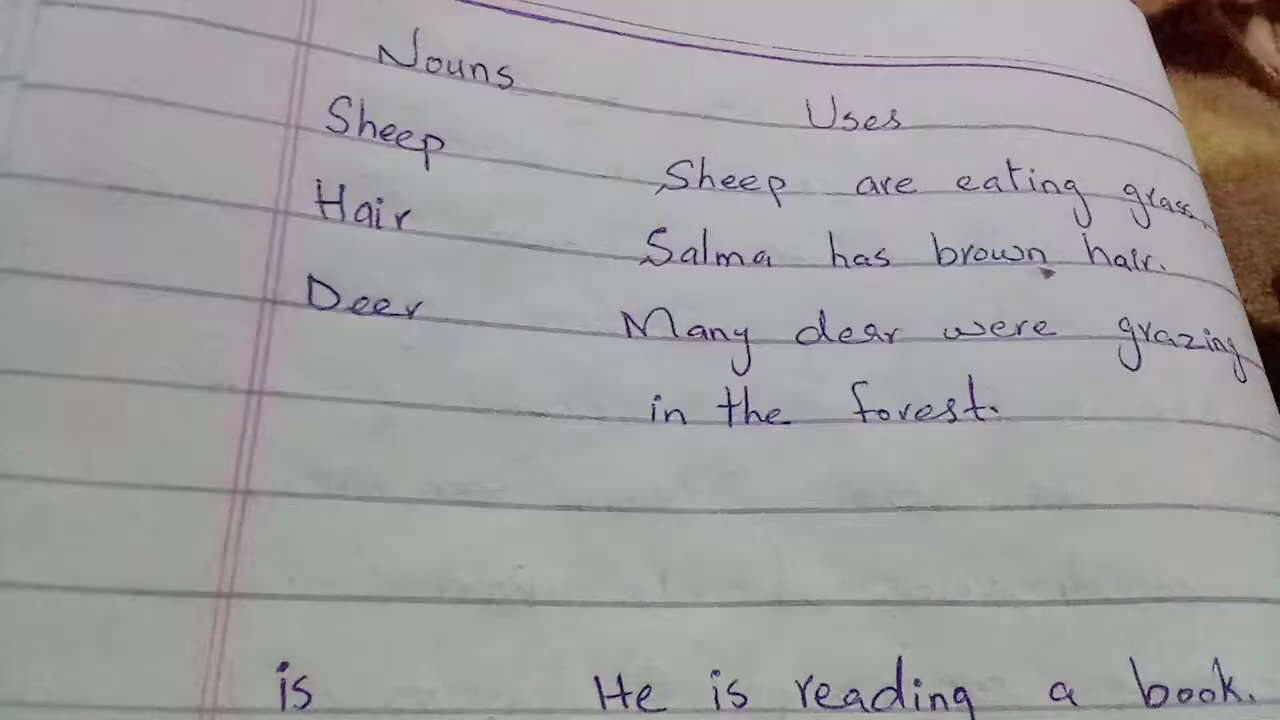 Nouns Uses
Sheep Sheep are eating grass.
Hair Salma has brown hair.
Deer Many dear were grazing
in the forest.
is He is reading a book.